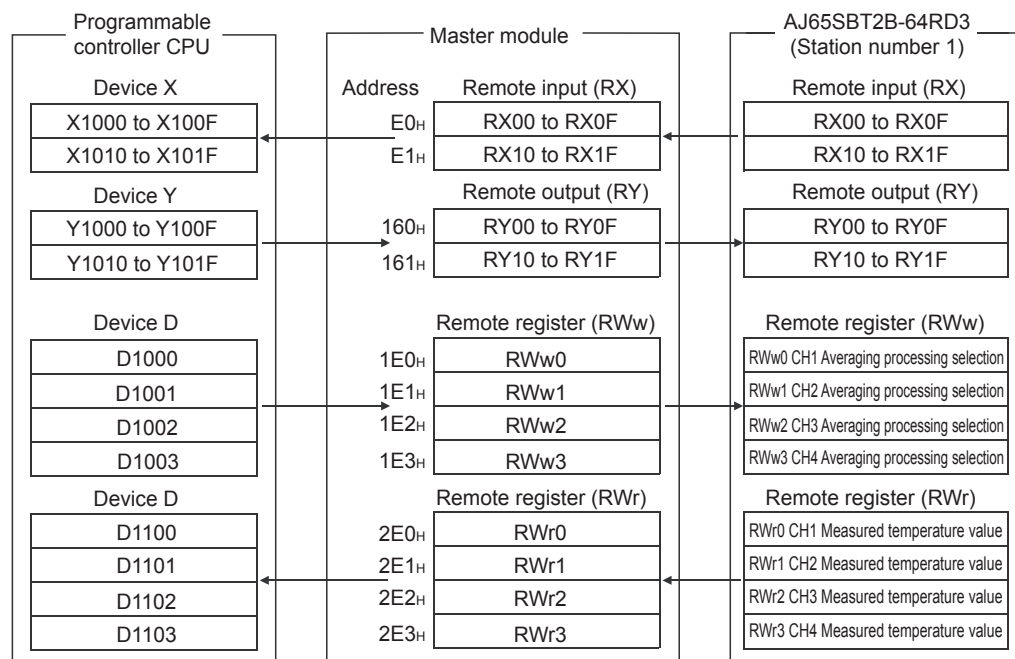 Programmable
controller CPU
Master module
AJ65SBT2B-64RD3
(Station number 1)
Device X
Address
Remote input (RX)
Remote input (RX)
X1000 to X100F
E0H
RX00 to RX0F
RX00 to RX0F
X1010 to X101F
E1H
RX10 to RX1F
RX10 to RX1F
Device Y
Remote output (RY)
Remote output (RY)
Y1000 to Y100F
160H
RY00 to RY0F
RY00 to RY0F
Y1010 to Y101F
161H
RY10 to RY1F
RY10 to RY1F
Device D
Remote register (RWw)
Remote register (RWw)
D1000
1E0H
RWw0
RWw0 CH1 Averaging processing selection
D1001
1E1H
RWw1
RWw1 CH2 Averaging processing selection
D1002
1E2H
RWw2
RWw2 CH3 Averaging processing selection
D1003
1E3H
RWw3
RWw3 CH4 Averaging processing selection
Device D
Remote register (RWr)
Remote register (RWr)
D1100
2E0H
RWr0
RWr0 CH1 Measured temperature value
D1101
2E1H
RWr1
RWr1 CH2 Measured temperature value
D1102
2E2H
RWr2
RWr2 CH3 Measured temperature value
D1103
2E3H
RWr3
RWr3 CH4 Measured temperature value